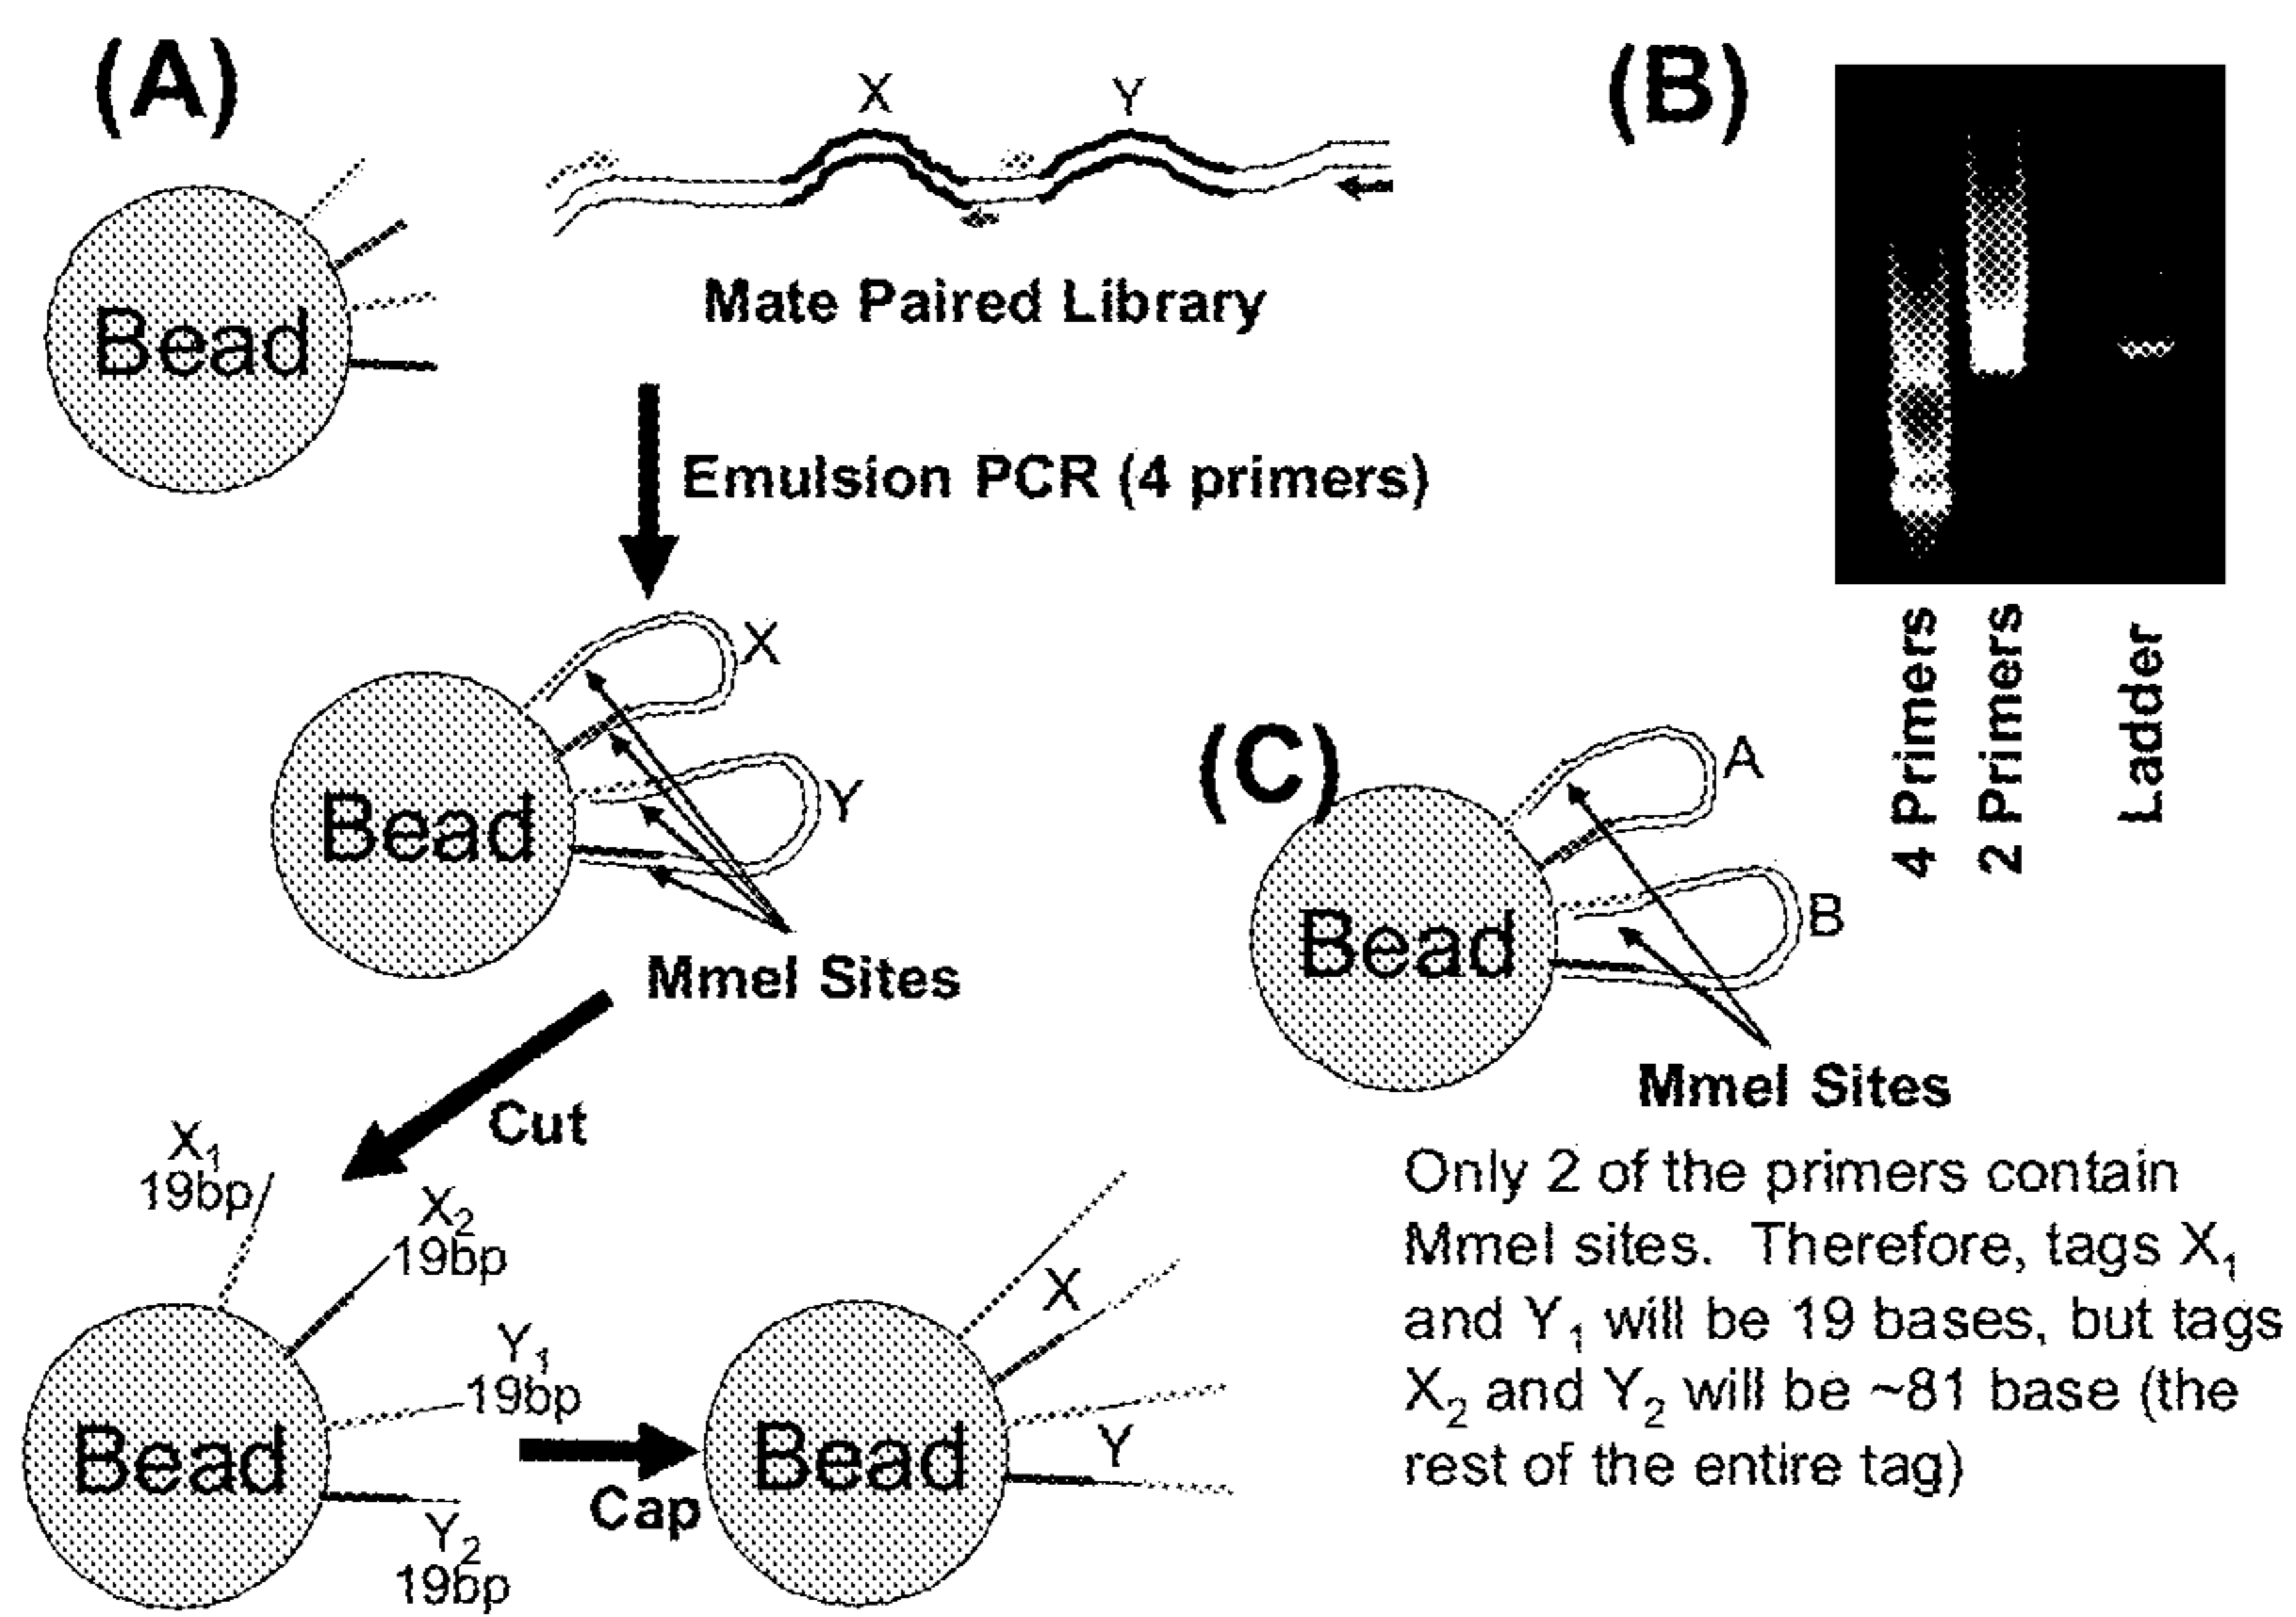 (A)
X
Y
Bead
Mate Paired Library
Emulsion PCR (4 primers)
Bead
X
Y
MmeI Sites
Cut
X1
19bp
X2
19bp
Y1
19bp
Y2
19bp
Bead
Cap
Bead
X
Y
(B)
4 Primers
2 Primers
Ladder
(C)
Bead
A
B
MmeI Sites
Only 2 of the primers contain
MmeI sites. Therefore, tags X1
and Y1 will be 19 bases, but tags
X2 and Y2 will be ~81 base (the
rest of the entire tag)